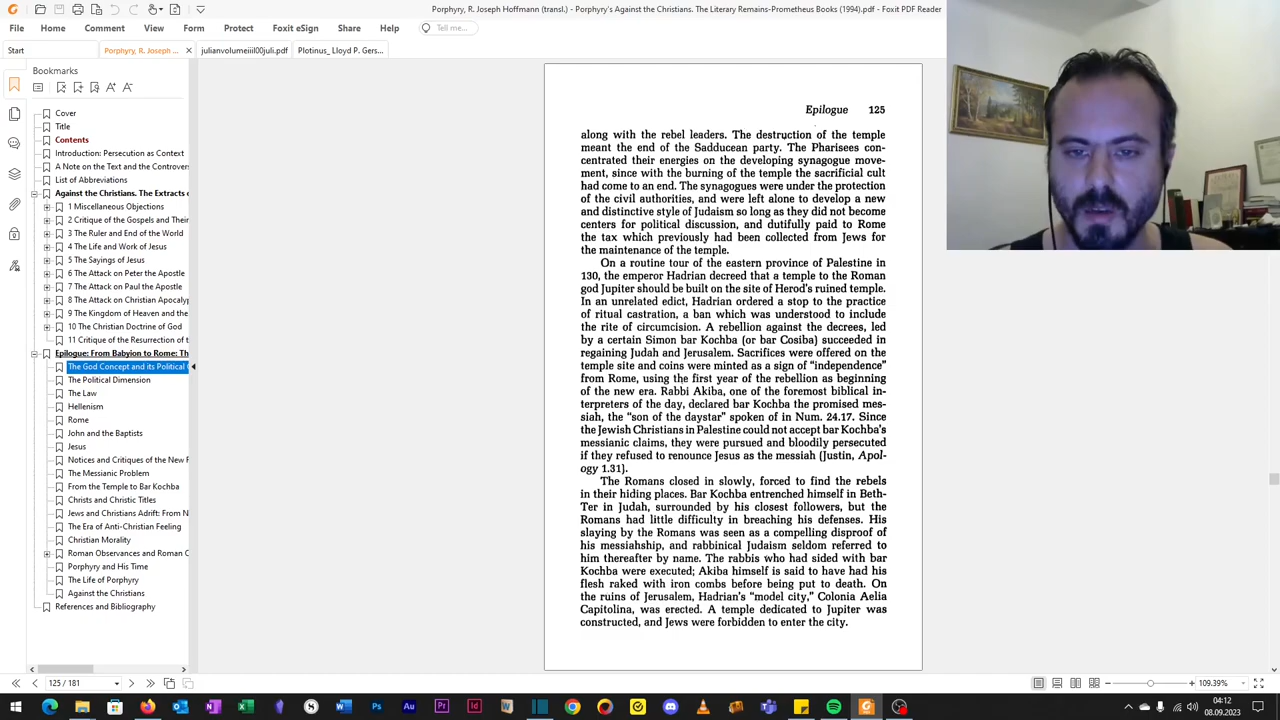 Porphyry, R. Joseph Hoffmann (transl.) - Porphyry's Against the Christians. The Literary Remains-Prometheus Books (1994).pdf - Foxit PDF Reader
File Home Comment View Form Protect Foxit eSign Share Help Tell me...
Start Porphyry, R. Joseph ... julianvolumeiiil00juli.pdf Plotinus_ Lloyd P. Gers...
Bookmarks
Cover
Title
Contents
Introduction: Persecution as Context
A Note on the Text and the Controvers
List of Abbreviations
Against the Christians. The Extracts o
1 Miscellaneous Objections
2 Critique of the Gospels and Their
3 The Ruler and End of the World
4 The Life and Work of Jesus
5 The Sayings of Jesus
6 The Attack on Peter the Apostle
7 The Attack on Paul the Apostle
8 The Attack on Christian Apocalyp
9 The Kingdom of Heaven and the
10 The Christian Doctrine of God
11 Critique of the Resurrection of t
Epilogue: From Babylon to Rome: Th
The God Concept and its Political
The Political Dimension
The Law
Hellenism
Rome
John and the Baptists
Jesus
Notices and Critiques of the New
The Messianic Problem
From the Temple to Bar Kochba
Christs and Christic Titles
Jews and Christians Adrift: From N
The Era of Anti-Christian Feeling
Christian Morality
Roman Observances and Roman C
Porphyry and His Time
The Life of Porphyry
Against the Christians
References and Bibliography
Epilogue 125
along with the rebel leaders. The destruction of the temple
meant the end of the Sadducean party. The Pharisees con-
centrated their energies on the developing synagogue move-
ment, since with the burning of the temple the sacrificial cult
had come to an end. The synagogues were under the protection
of the civil authorities, and were left alone to develop a new
and distinctive style of Judaism so long as they did not become
centers for political discussion, and dutifully paid to Rome
the tax which previously had been collected from Jews for
the maintenance of the temple.
On a routine tour of the eastern province of Palestine in
130, the emperor Hadrian decreed that a temple to the Roman
god Jupiter should be built on the site of Herod's ruined temple.
In an unrelated edict, Hadrian ordered a stop to the practice
of ritual castration, a ban which was understood to include
the rite of circumcision. A rebellion against the decrees, led
by a certain Simon bar Kochba (or bar Cosiba) succeeded in
regaining Judah and Jerusalem. Sacrifices were offered on the
temple site and coins were minted as a sign of "independence"
from Rome, using the first year of the rebellion as beginning
of the new era. Rabbi Akiba, one of the foremost biblical in-
terpreters of the day, declared bar Kochba the promised mes-
siah, the "son of the daystar" spoken of in Num. 24.17. Since
the Jewish Christians in Palestine could not accept bar Kochba's
messianic claims, they were pursued and bloodily persecuted
if they refused to renounce Jesus as the messiah (Justin, Apol-
ogy 1.31).
The Romans closed in slowly, forced to find the rebels
in their hiding places. Bar Kochba entrenched himself in Beth-
Ter in Judah, surrounded by his closest followers, but the
Romans had little difficulty in breaching his defenses. His
slaying by the Romans was seen as a compelling disproof of
his messiahship, and rabbinical Judaism seldom referred to
him thereafter by name. The rabbis who had sided with bar
Kochba were executed; Akiba himself is said to have had his
flesh raked with iron combs before being put to death. On
the ruins of Jerusalem, Hadrian's "model city," Colonia Aelia
Capitolina, was erected. A temple dedicated to Jupiter was
constructed, and Jews were forbidden to enter the city.
125 / 181
109.39%
04:12
08.09.2023